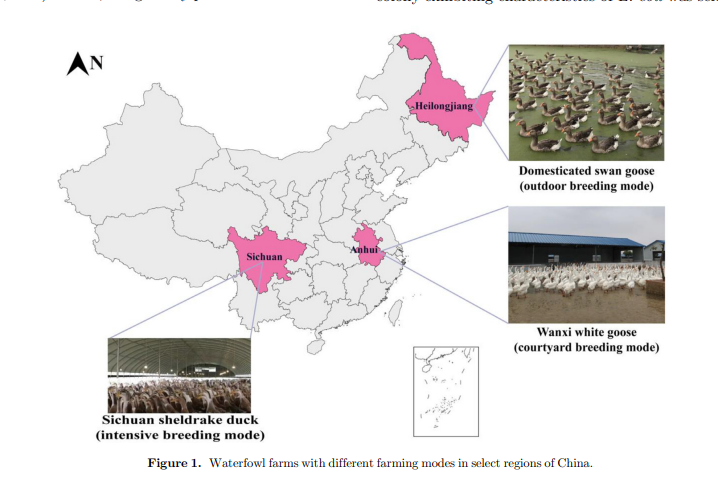 N
Heilongjiang
Domesticated swan goose
(outdoor breeding mode)
Sichuan
Anhui
Wanxi white goose
(courtyard breeding mode)
Sichuan sheldrake duck
(intensive breeding mode)
Figure 1. Waterfowl farms with different farming modes in select regions of China.